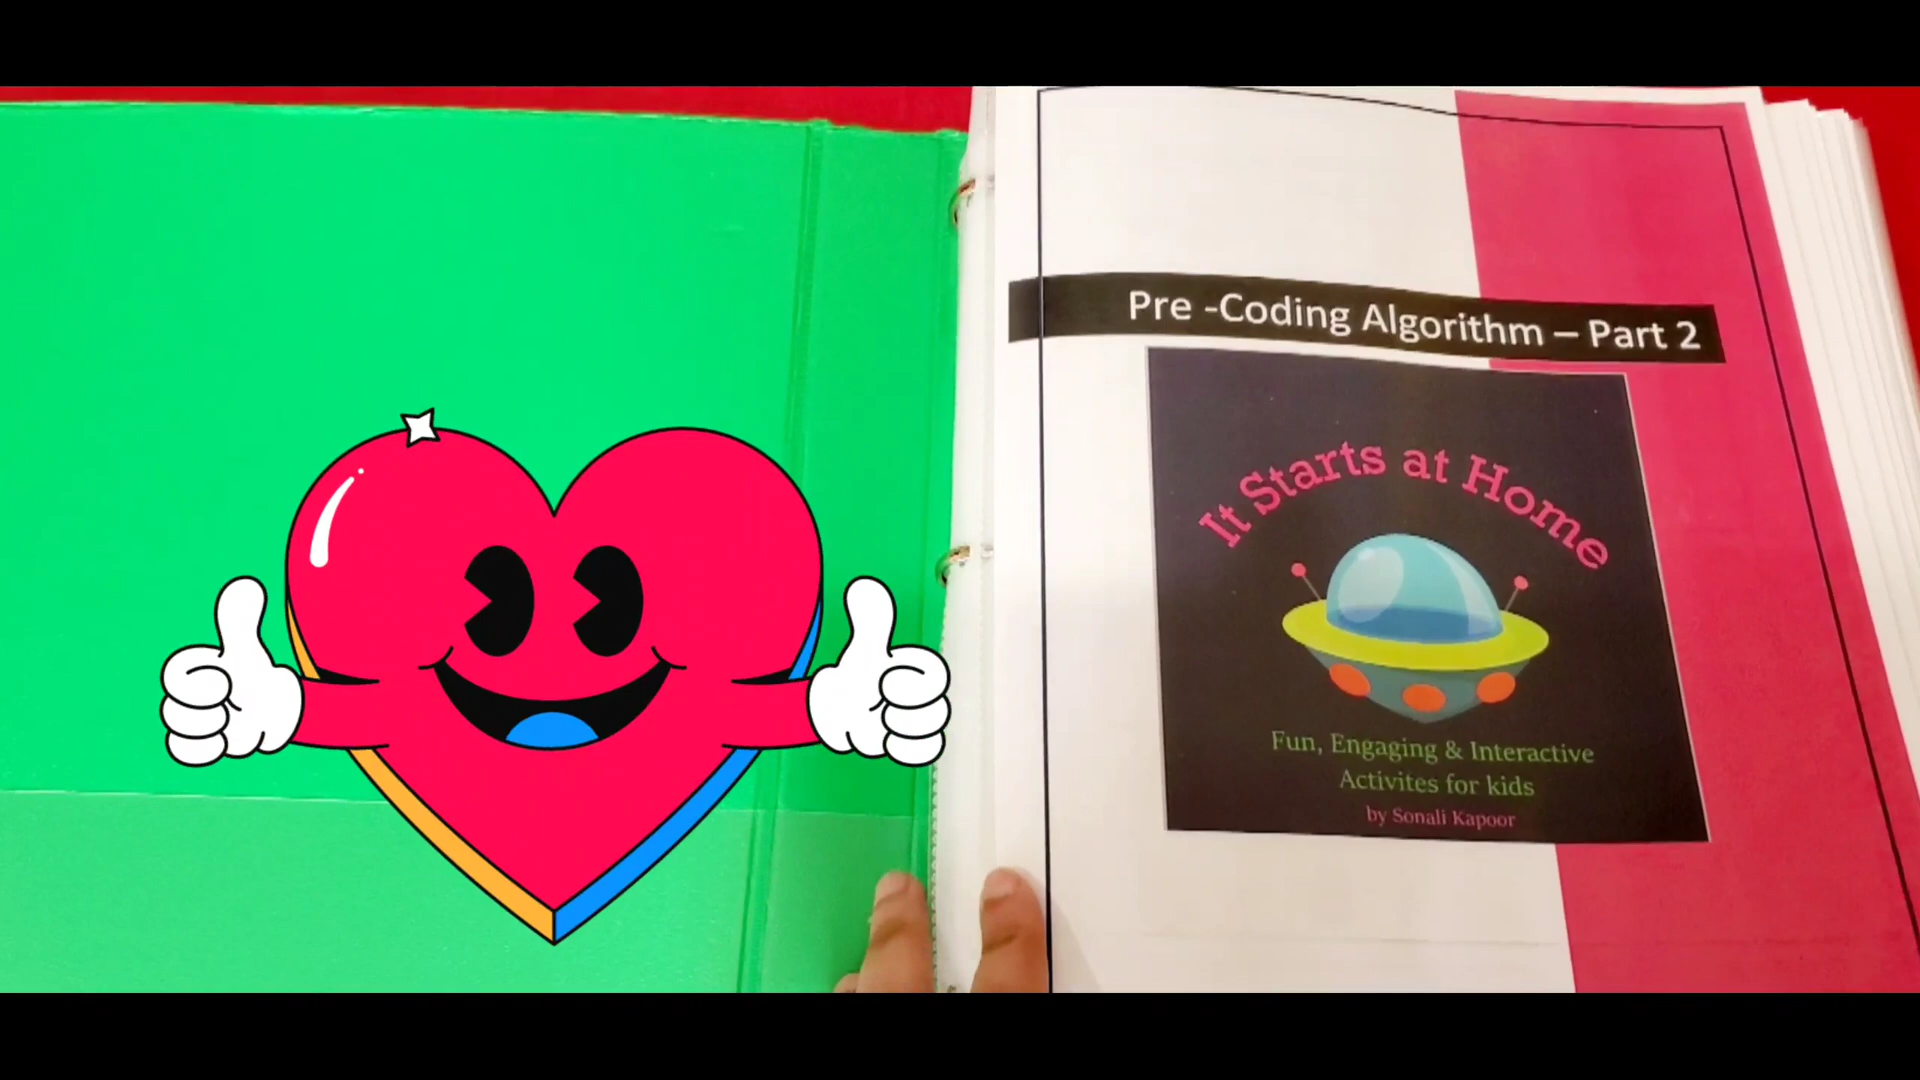 Pre -Coding Algorithm – Part 2
It Starts at Home
Fun, Engaging & Interactive
Activites for kids
by Sonali Kapoor